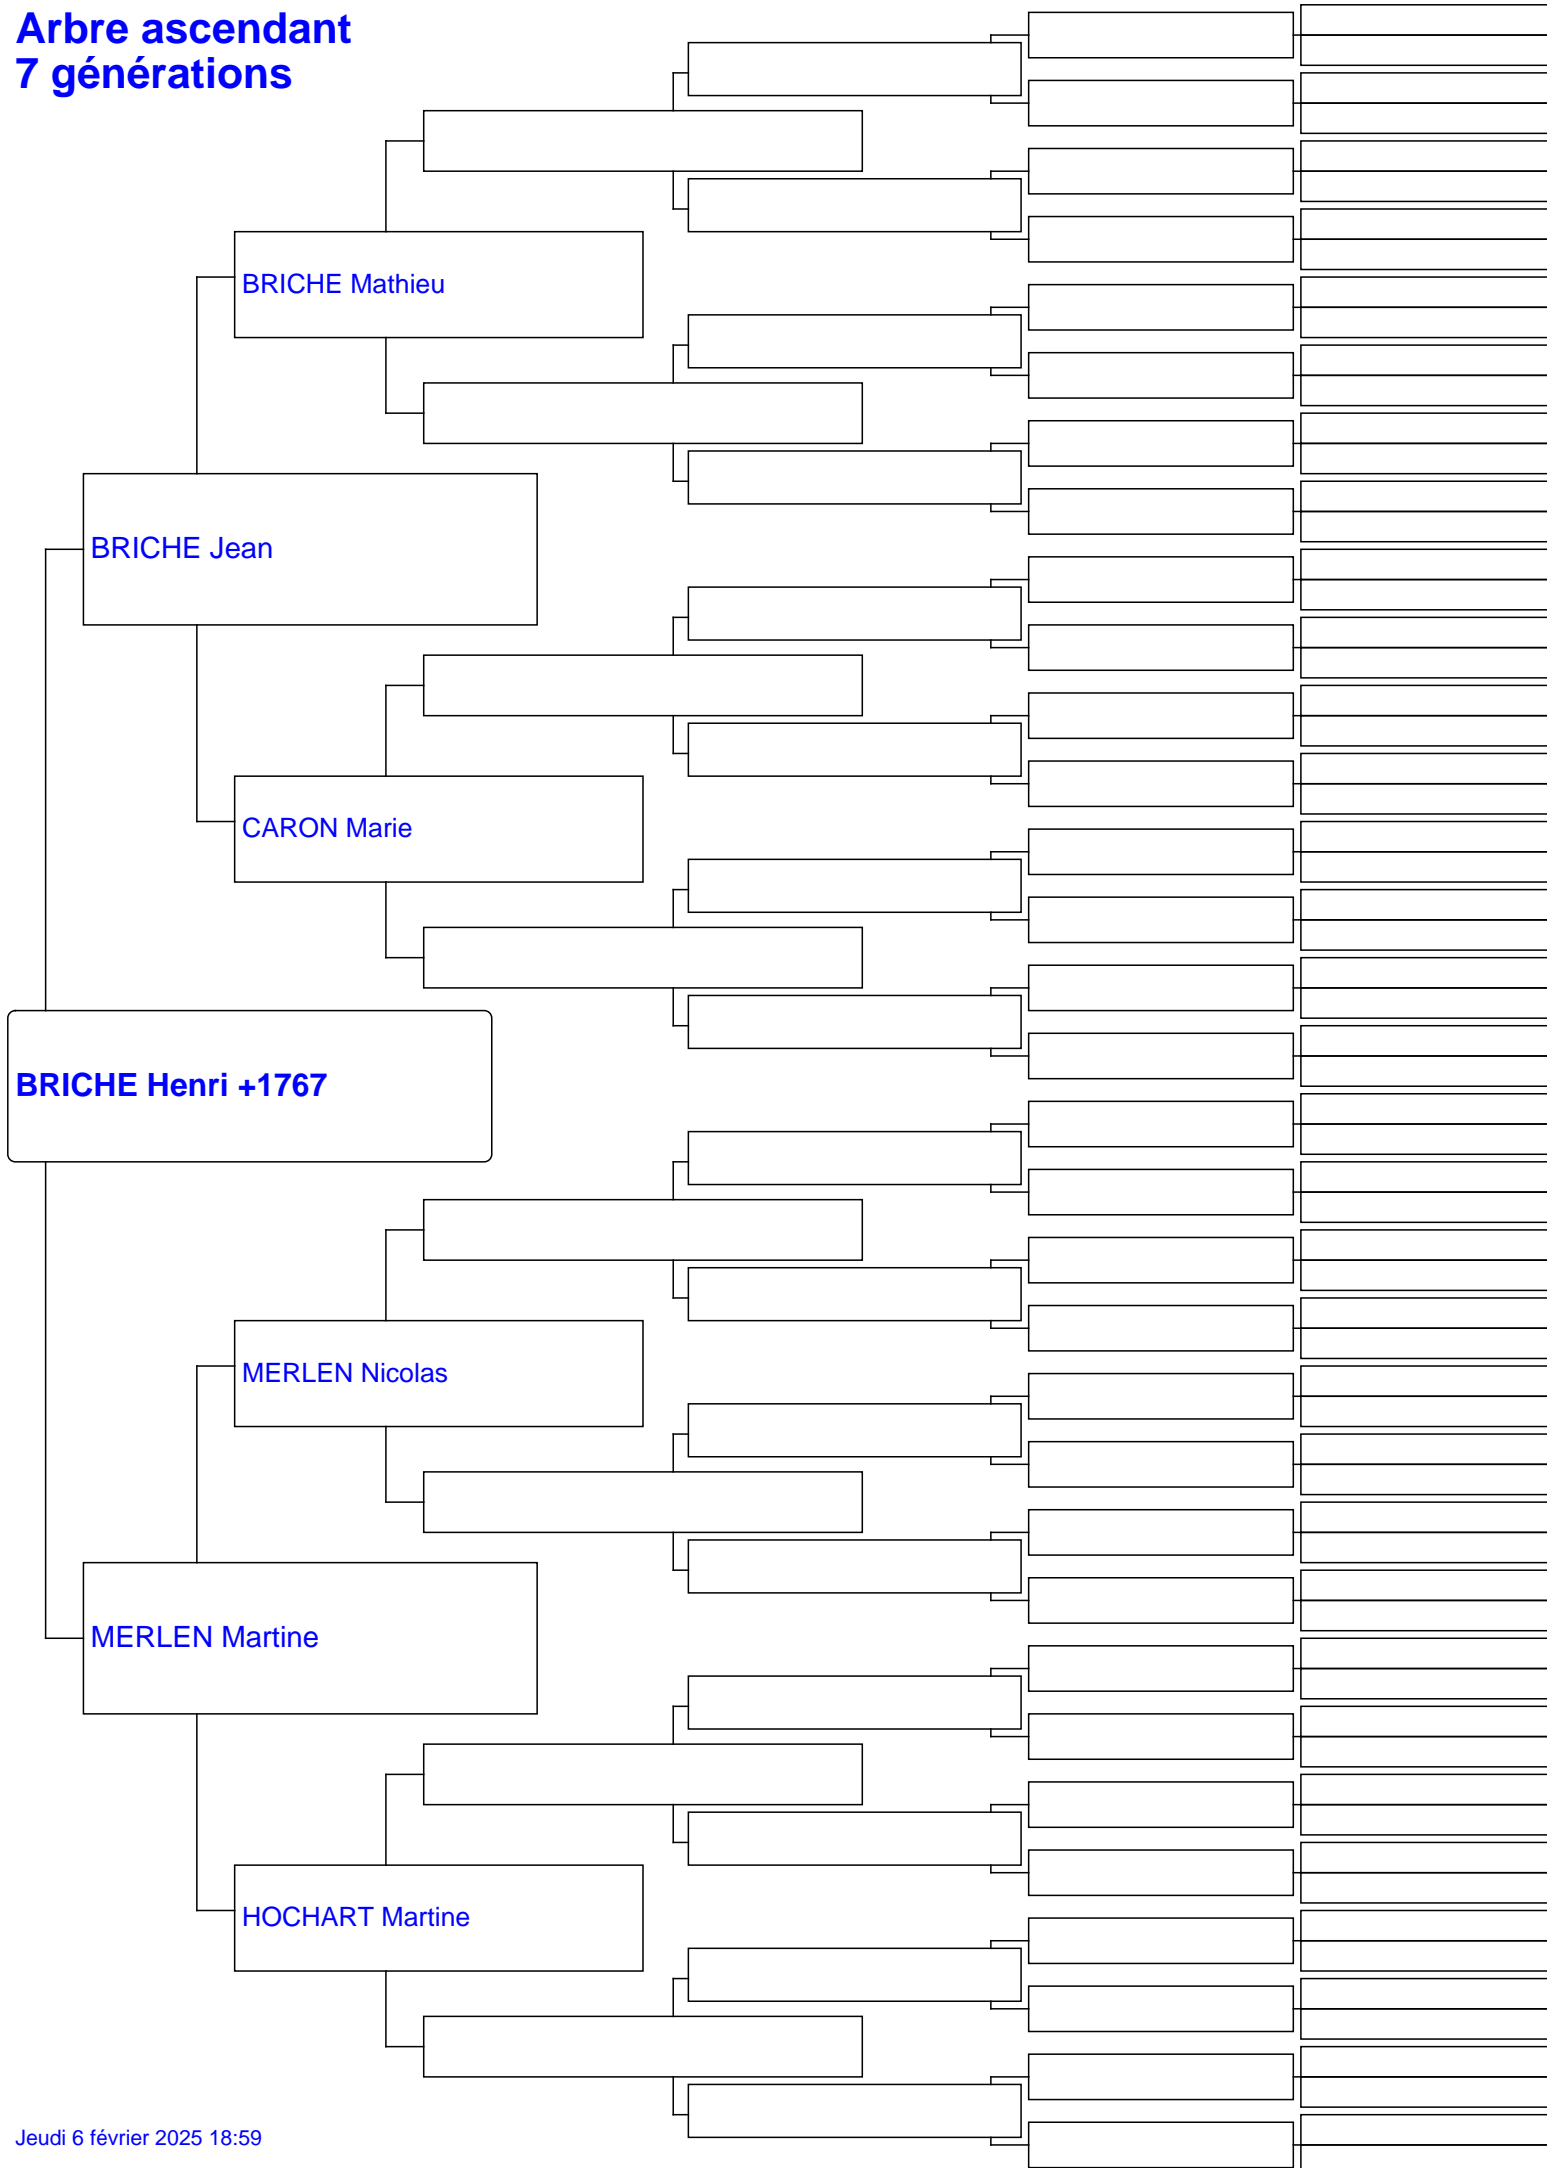 Arbre ascendant
7 générations
BRICHE Mathieu
BRICHE Jean
CARON Marie
BRICHE Henri +1767
MERLEN Nicolas
MERLEN Martine
HOCHART Martine
Jeudi 6 février 2025 18:59